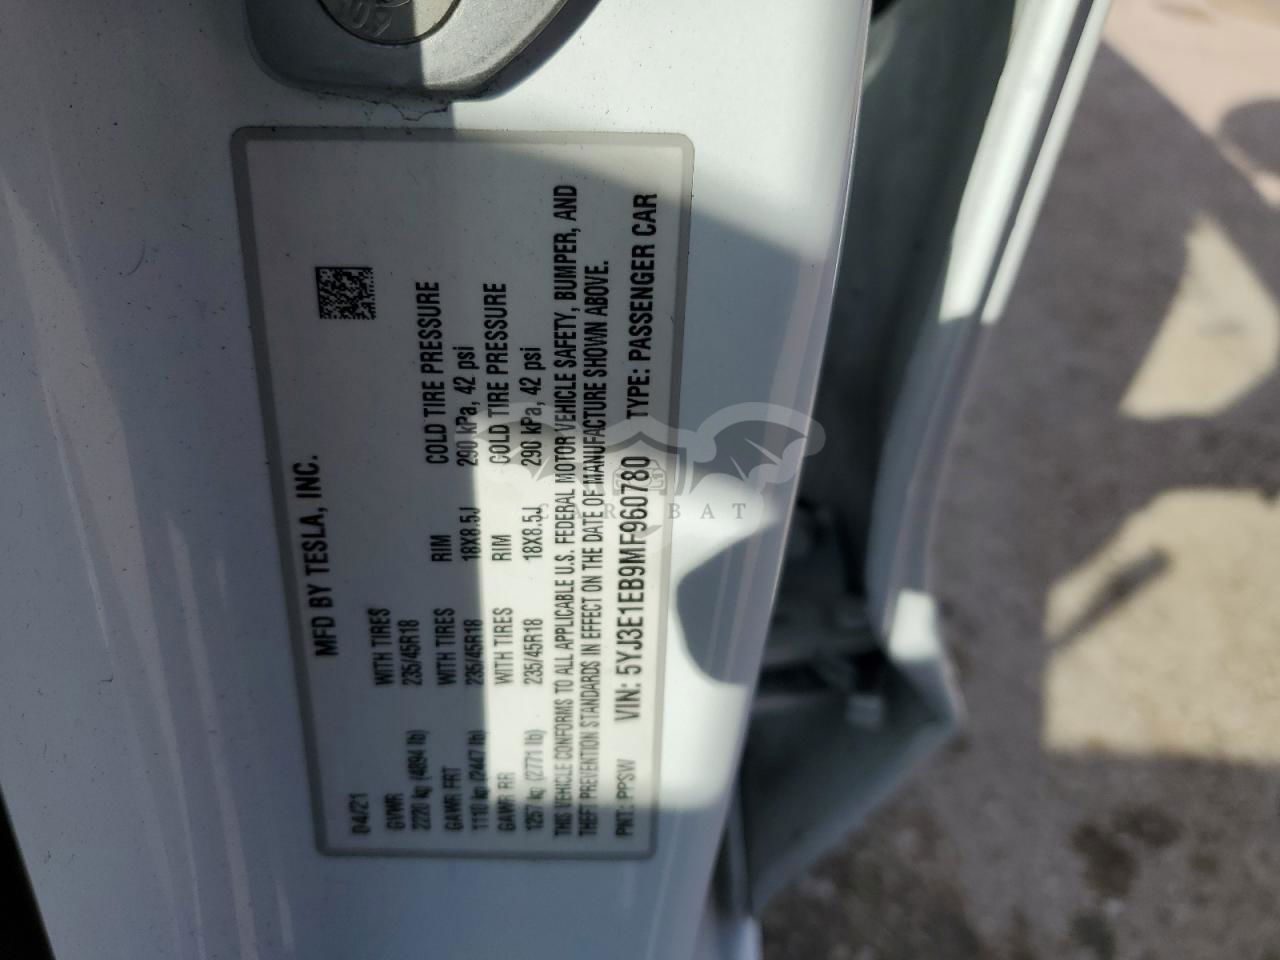 MFD BY TESLA, INC.
04/21
GVWR WITH TIRES RIM COLD TIRE PRESSURE
2220 kg (4894 lb) 235/45R18 18X8.5J 290 kPa, 42 psi
GAWR FRT WITH TIRES RIM COLD TIRE PRESSURE
1110 kg (2447 lb) 235/45R18 18X8.5J 290 kPa, 42 psi
GAWR RR WITH TIRES
1257 kg (2771 lb) 235/45R18
THIS VEHICLE CONFORMS TO ALL APPLICABLE U.S. FEDERAL MOTOR VEHICLE SAFETY, BUMPER, AND
THEFT PREVENTION STANDARDS IN EFFECT ON THE DATE OF MANUFACTURE SHOWN ABOVE.
PNT: PPSW VIN: 5YJ3E1EB9MF960780 TYPE: PASSENGER CAR